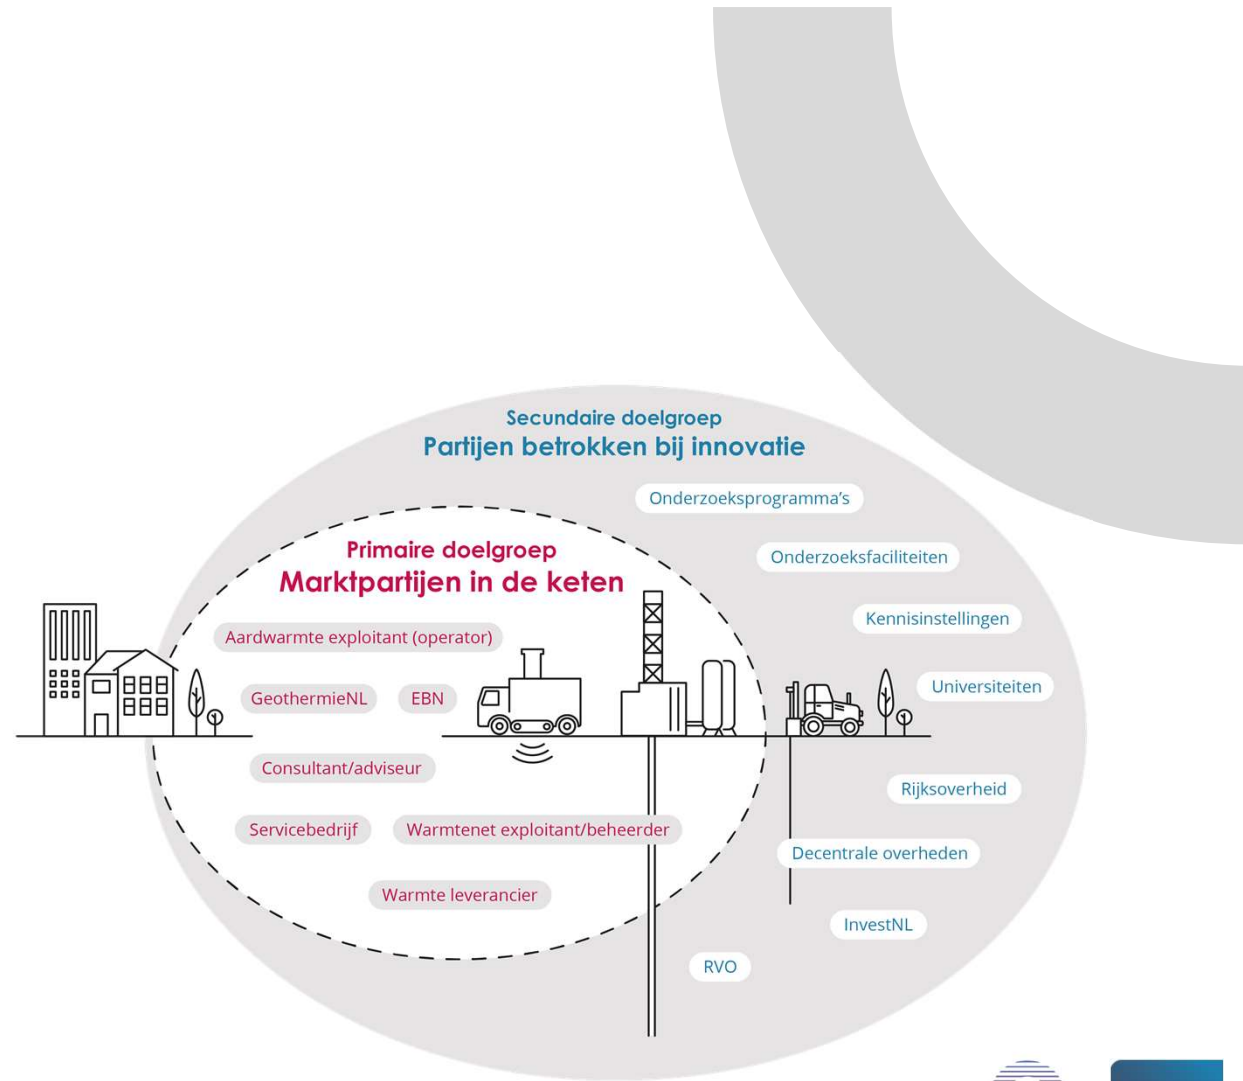 Secundaire doelgroep
Partijen betrokken bij innovatie
Onderzoeksprogramma's
Primaire doelgroep
Marktpartijen in de keten
Onderzoeksfaciliteiten
Kennisinstellingen
Aardwarmte exploitant (operator)
GeothermieNL
EBN
Universiteiten
Consultant/adviseur
Rijksoverheid
Servicebedrijf
Warmtenet exploitant/beheerder
Decentrale overheden
Warmte leverancier
InvestNL
RVO